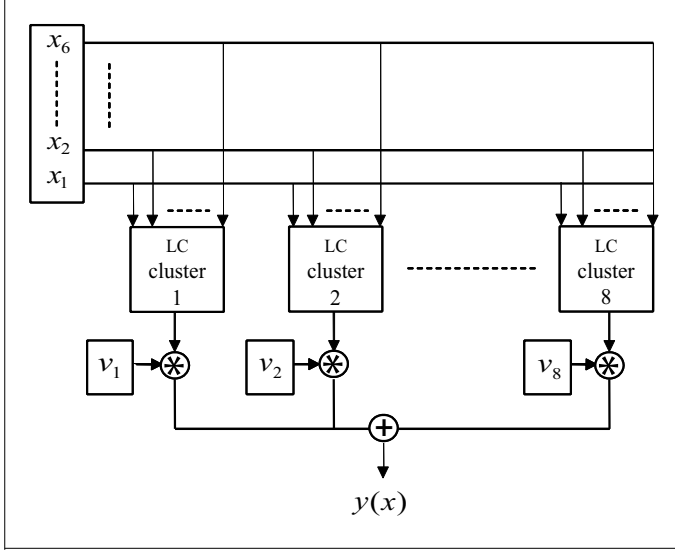 x₆
x₂
x₁
LC cluster 1
LC cluster 2
LC cluster 8
v₁
v₂
v₈
y(x)